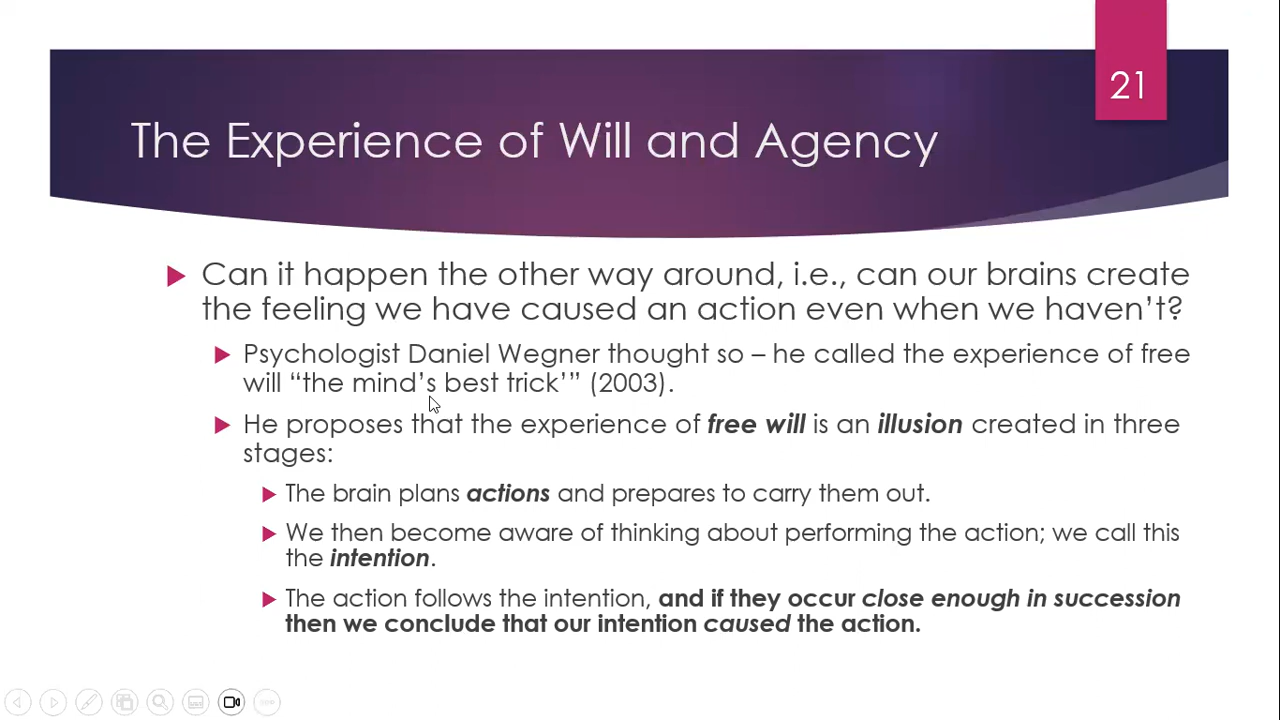 21
The Experience of Will and Agency
Can it happen the other way around, i.e., can our brains create
the feeling we have caused an action even when we haven’t?
Psychologist Daniel Wegner thought so – he called the experience of free
will “the mind’s best trick’” (2003).
He proposes that the experience of free will is an illusion created in three
stages:
The brain plans actions and prepares to carry them out.
We then become aware of thinking about performing the action; we call this
the intention.
The action follows the intention, and if they occur close enough in succession
then we conclude that our intention caused the action.